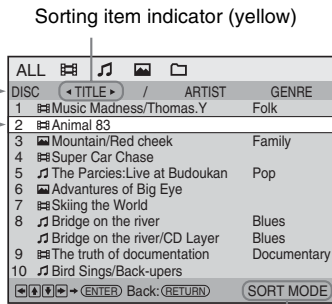 Sorting item indicator (yellow)
ALL
DISC TITLE / ARTIST GENRE
1 Music Madness/Thomas.Y Folk
2 Animal 83
3 Mountain/Red cheek Family
4 Super Car Chase
5 The Parcies:Live at Budoukan Pop
6 Advantures of Big Eye
7 Skiing the World
8 Bridge on the river Blues
Bridge on the river/CD Layer Blues
9 The truth of documentation Documentary
10 Bird Sings/Back-upers
ENTER Back: RETURN SORT MODE